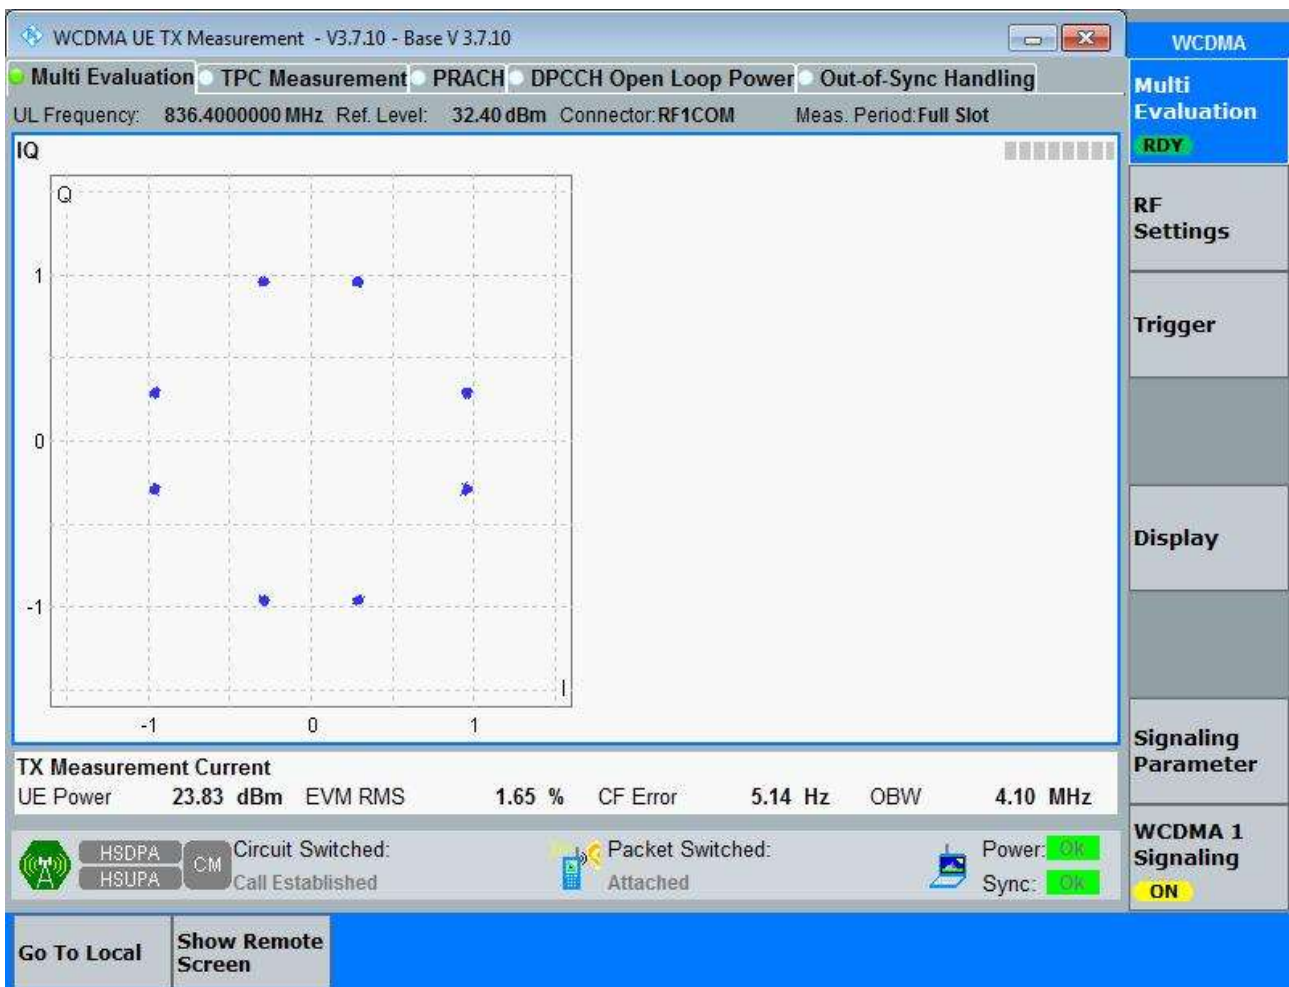 WCDMA UE TX Measurement - V3.7.10 - Base V 3.7.10
WCDMA
Multi Evaluation TPC Measurement PRACH DPCCH Open Loop Power Out-of-Sync Handling
UL Frequency: 836.4000000 MHz Ref. Level: 32.40 dBm Connector: RF1COM Meas. Period: Full Slot
IQ
Q
1
0
-1
I
-1 0 1
TX Measurement Current
UE Power 23.83 dBm EVM RMS 1.65 % CF Error 5.14 Hz OBW 4.10 MHz
HSDPA
HSUPA
CM
Circuit Switched:
Call Established
Packet Switched:
Attached
Power: Ok
Sync: Ok
Multi
Evaluation
RDY
RF
Settings
Trigger
Display
Signaling
Parameter
WCDMA 1
Signaling
ON
Go To Local
Show Remote
Screen